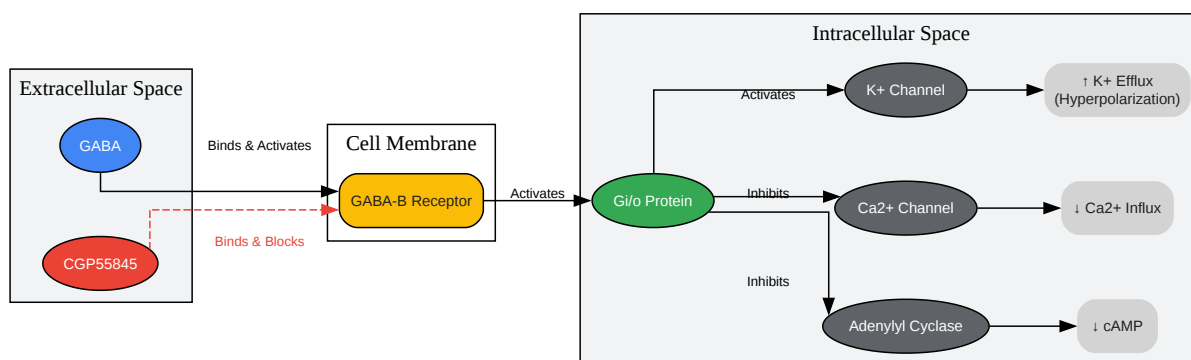 Extracellular Space
GABA
CGP55845
Binds & Activates
Binds & Blocks
Cell Membrane
GABA-B Receptor
Activates
Intracellular Space
Gi/o Protein
Activates
Inhibits
Inhibits
K+ Channel
Ca2+ Channel
Adenylyl Cyclase
↑ K+ Efflux
(Hyperpolarization)
↓ Ca2+ Influx
↓ cAMP